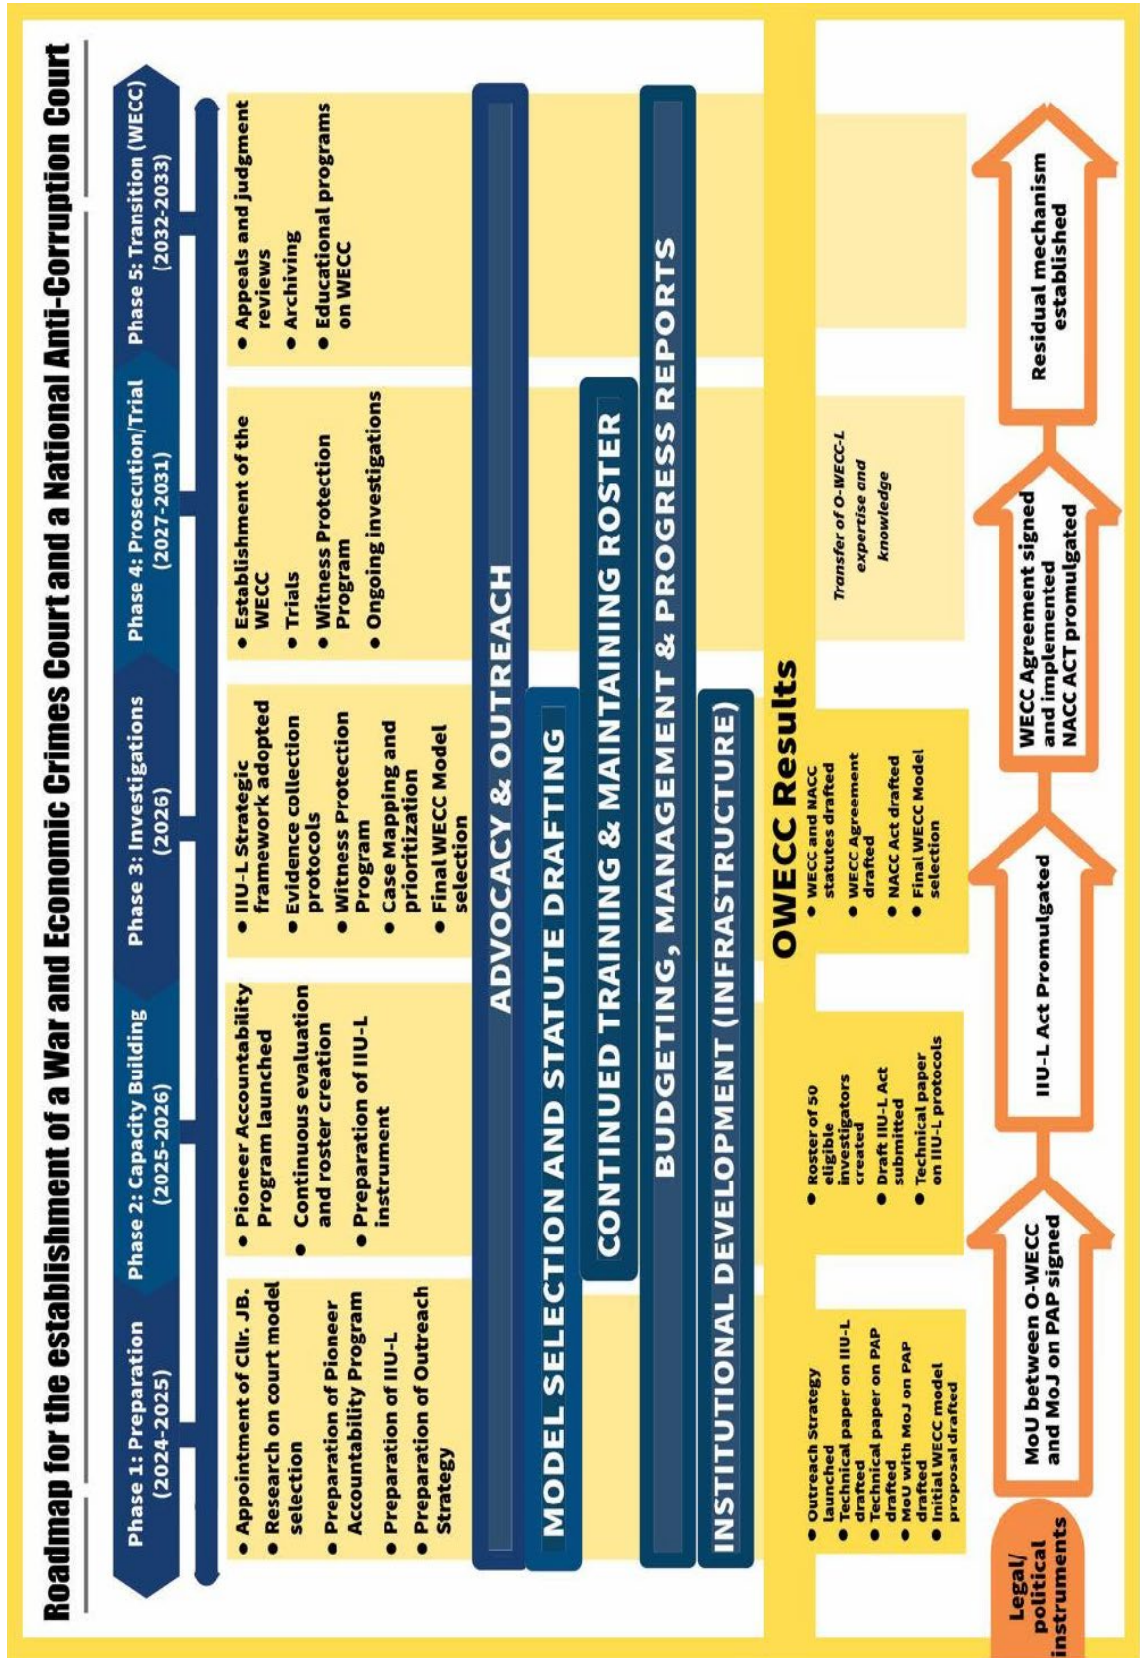 Roadmap for the establishment of a War and Economic Crimes Court and a National Anti-Corruption Court
Phase 1: Preparation
(2024-2025)
Phase 2: Capacity Building
(2025-2026)
Phase 3: Investigations
(2026)
Phase 4: Prosecution/Trial
(2027-2031)
Phase 5: Transition (WECC)
(2032-2033)
● Appointment of Cllr. JB.
● Research on court model
selection
● Preparation of Pioneer
Accountability Program
● Preparation of IIU-L
● Preparation of Outreach
Strategy
● Pioneer Accountability
Program launched
● Continuous evaluation
and roster creation
● Preparation of IIU-L
instrument
● IIU-L Strategic
framework adopted
● Evidence collection
protocols
● Witness Protection
Program
● Case Mapping and
prioritization
● Final WECC Model
selection
● Establishment of the
WECC
● Trials
● Witness Protection
Program
● Ongoing investigations
● Appeals and judgment
reviews
● Archiving
● Educational programs
on WECC
ADVOCACY & OUTREACH
MODEL SELECTION AND STATUTE DRAFTING
CONTINUED TRAINING & MAINTAINING ROSTER
BUDGETING, MANAGEMENT & PROGRESS REPORTS
INSTITUTIONAL DEVELOPMENT (INFRASTRUCTURE)
OWECC Results
● Outreach Strategy
launched
● Technical paper on IIU-L
drafted
● Technical paper on PAP
drafted
● MoU with MoJ on PAP
drafted
● Initial WECC model
proposal drafted
● Roster of 50
eligible
investigators
created
● Draft IIU-L Act
submitted
● Technical paper
on IIU-L protocols
● WECC and NACC
statutes drafted
● WECC Agreement
drafted
● NACC Act drafted
● Final WECC Model
selection
Transfer of O-WECC-L
expertise and
knowledge
Legal/
political
instruments
MoU between O-WECC
and MoJ on PAP signed
IIU-L Act Promulgated
WECC Agreement signed
and implemented
NACC ACT promulgated
Residual mechanism
established